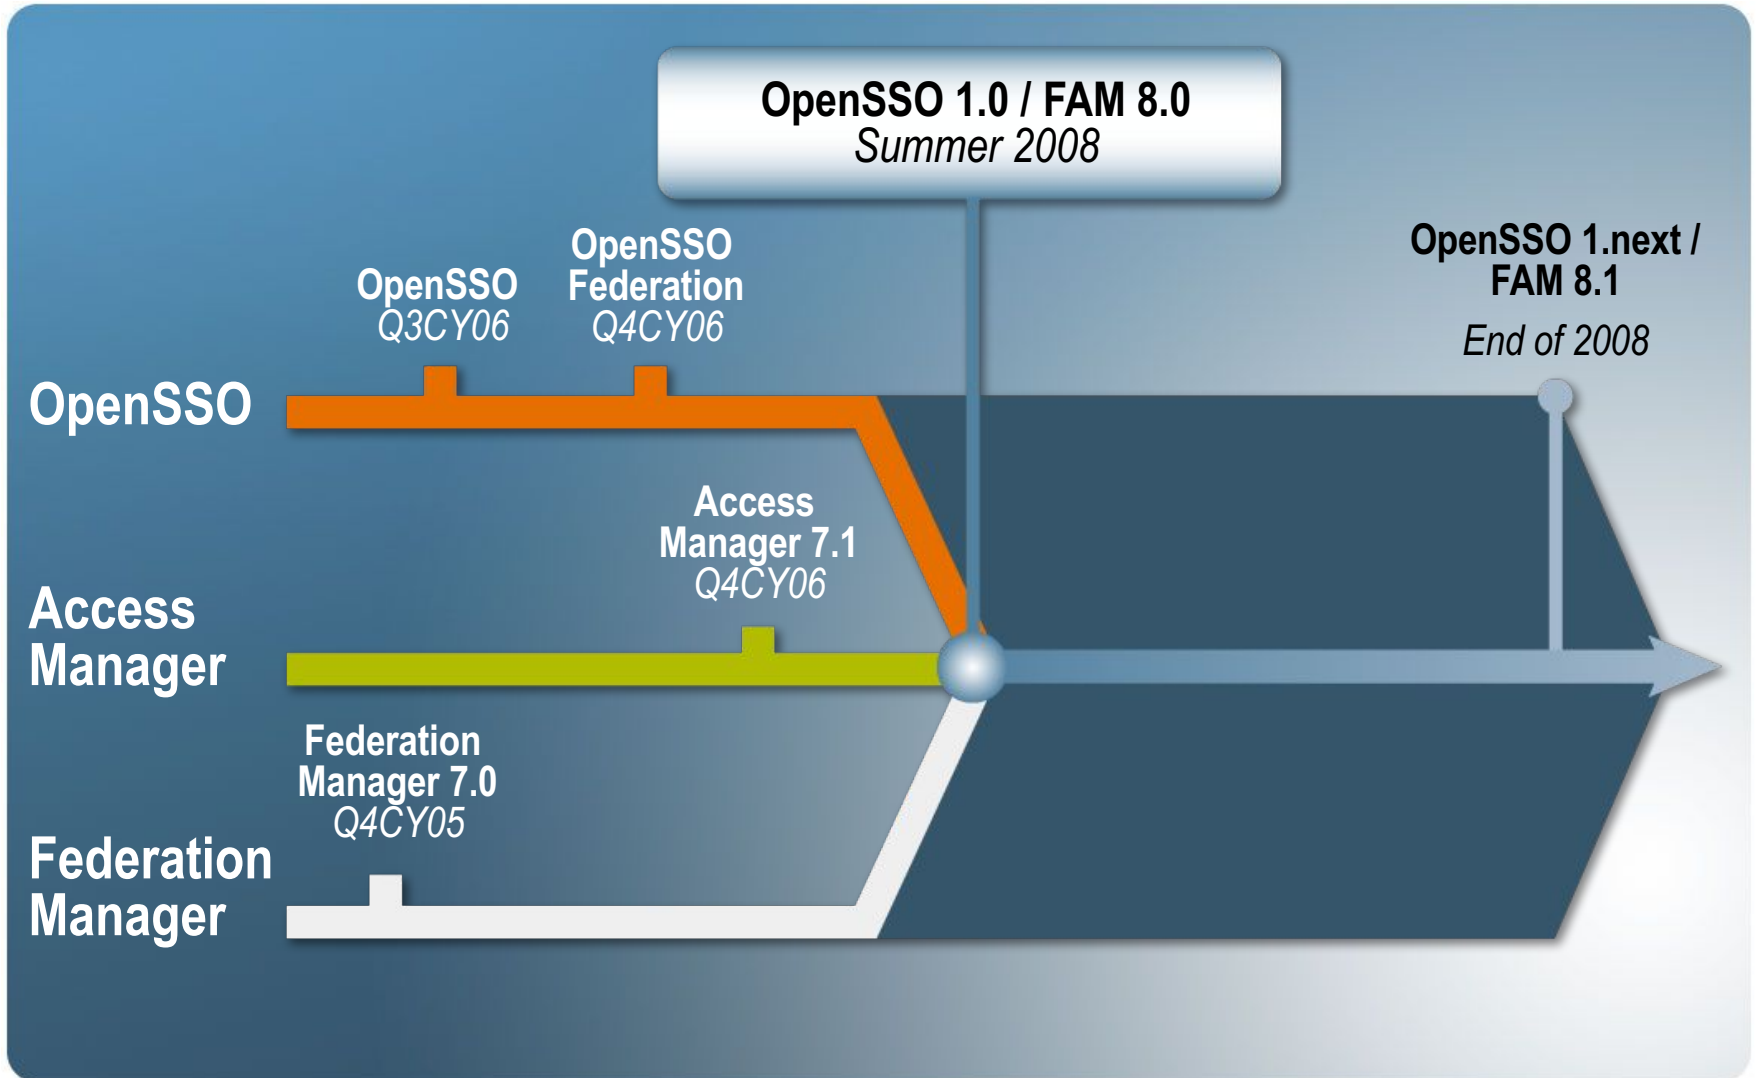 OpenSSO 1.0 / FAM 8.0
Summer 2008
OpenSSO 1.next /
FAM 8.1
End of 2008
OpenSSO
Federation
Q4CY06
OpenSSO
Q3CY06
OpenSSO
Access
Manager 7.1
Q4CY06
Access
Manager
Federation
Manager 7.0
Q4CY05
Federation
Manager